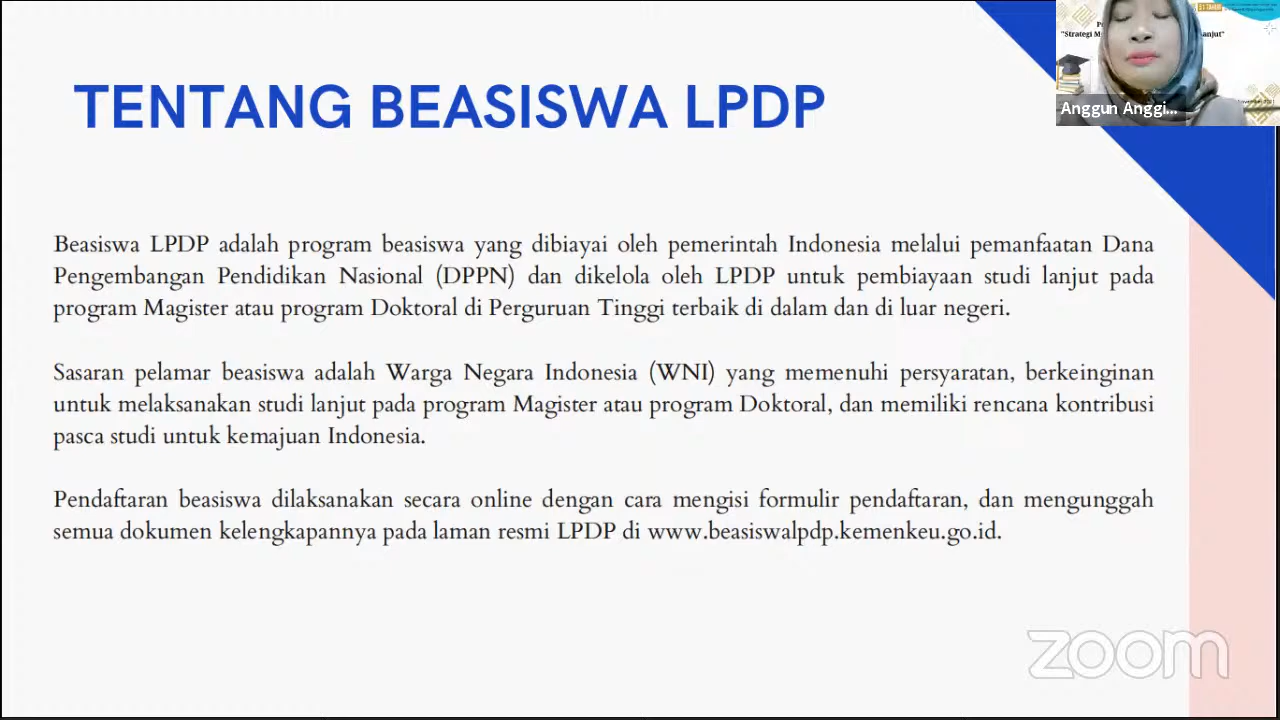 TENTANG BEASISWA LPDP
Beasiswa LPDP adalah program beasiswa yang dibiayai oleh pemerintah Indonesia melalui pemanfaatan Dana
Pengembangan Pendidikan Nasional (DPPN) dan dikelola oleh LPDP untuk pembiayaan studi lanjut pada
program Magister atau program Doktoral di Perguruan Tinggi terbaik di dalam dan di luar negeri.
Sasaran pelamar beasiswa adalah Warga Negara Indonesia (WNI) yang memenuhi persyaratan, berkeinginan
untuk melaksanakan studi lanjut pada program Magister atau program Doktoral, dan memiliki rencana kontribusi
pasca studi untuk kemajuan Indonesia.
Pendaftaran beasiswa dilaksanakan secara online dengan cara mengisi formulir pendaftaran, dan mengunggah
semua dokumen kelengkapannya pada laman resmi LPDP di www.beasiswalpdp.kemenkeu.go.id.
"Strategi
Anggun Anggi...
zoom